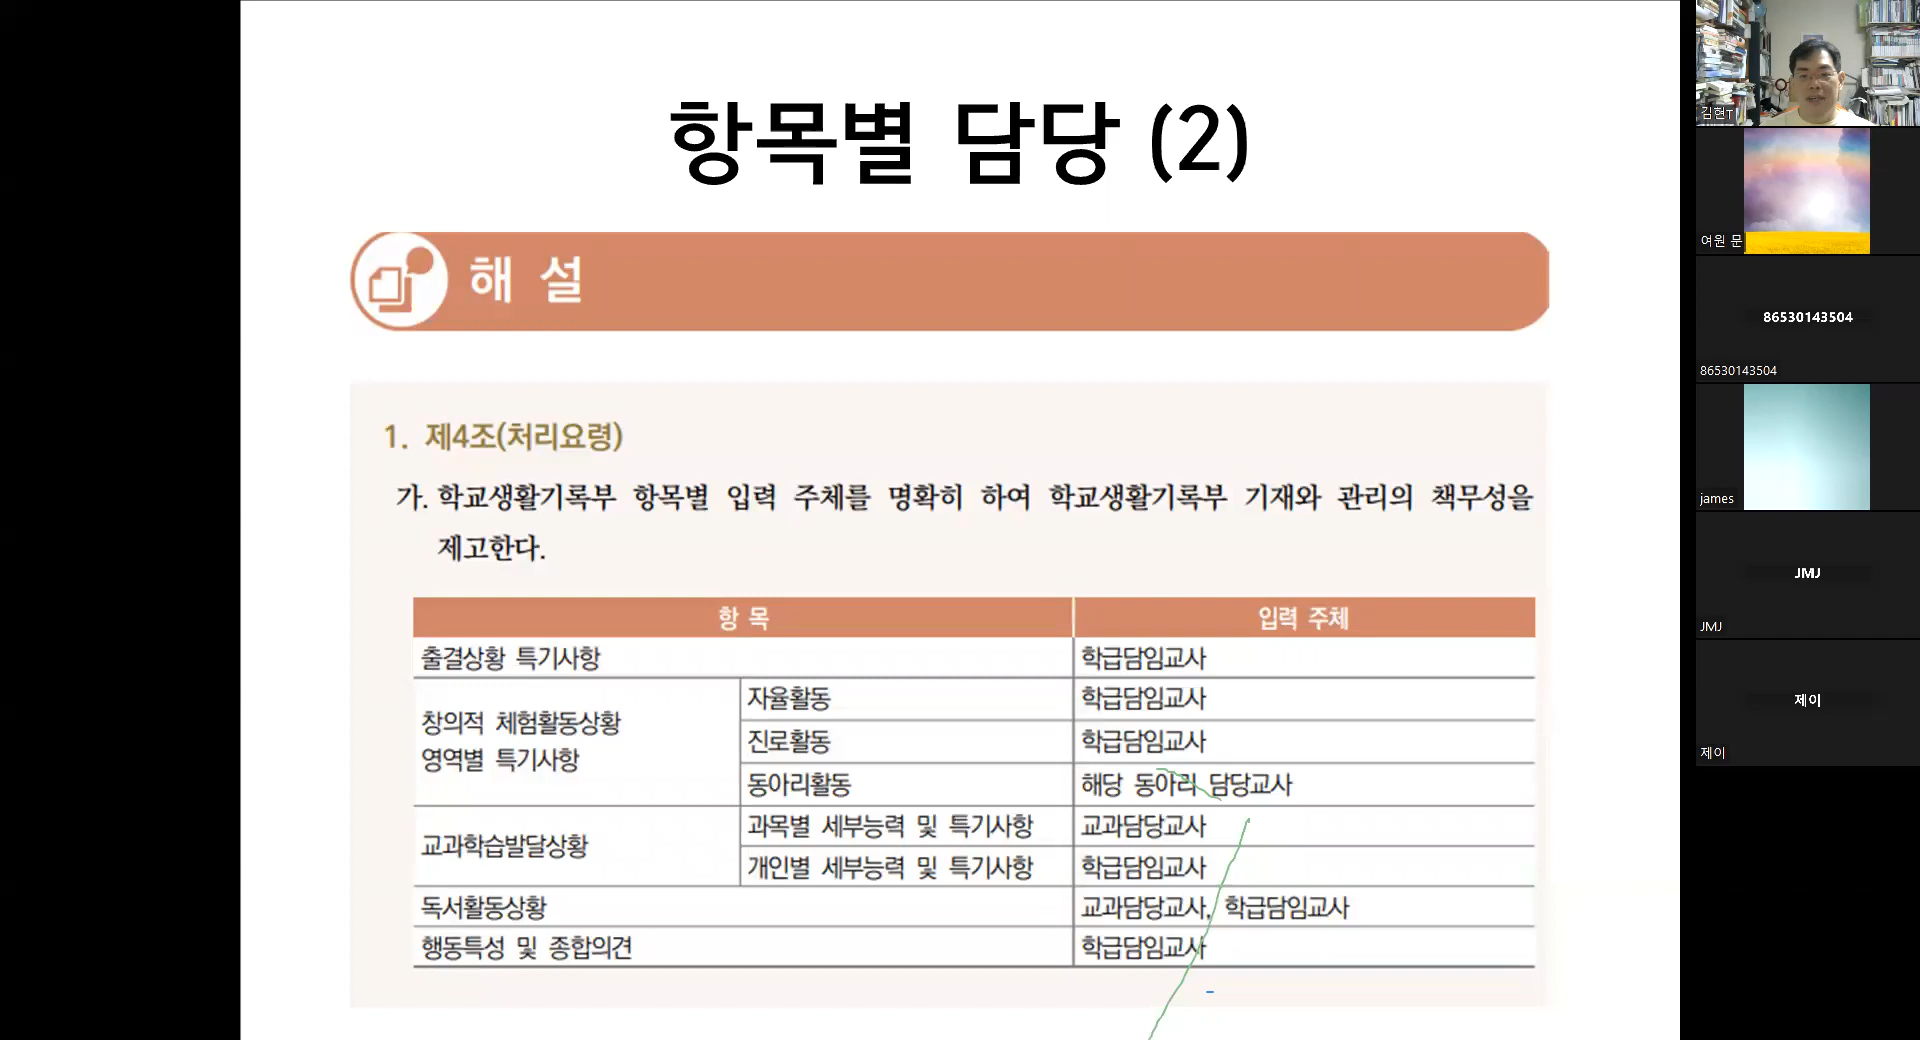 항목별 담당 (2)
해 설
1. 제4조(처리요령)
가. 학교생활기록부 항목별 입력 주체를 명확히 하여 학교생활기록부 기재와 관리의 책무성을
제고한다.
항 목 입력 주체
출결상황 특기사항 학급담임교사
창의적 체험활동상황
영역별 특기사항
자율활동 학급담임교사
진로활동 학급담임교사
동아리활동 해당 동아리 담당교사
교과학습발달상황
과목별 세부능력 및 특기사항 교과담당교사
개인별 세부능력 및 특기사항 학급담임교사
독서활동상황 교과담당교사, 학급담임교사
행동특성 및 종합의견 학급담임교사
김현T
여원 문
86530143504
86530143504
james
JMJ
JMJ
제이
제이